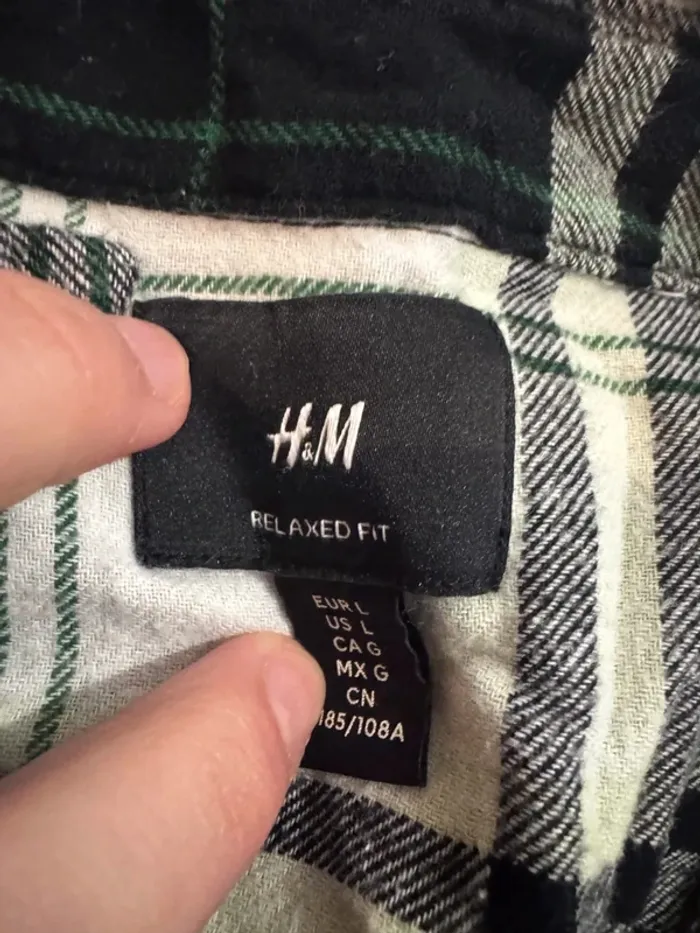 H&M
RELAXED FIT
EUR L
US L
CA G
MX G
CN
185/108A